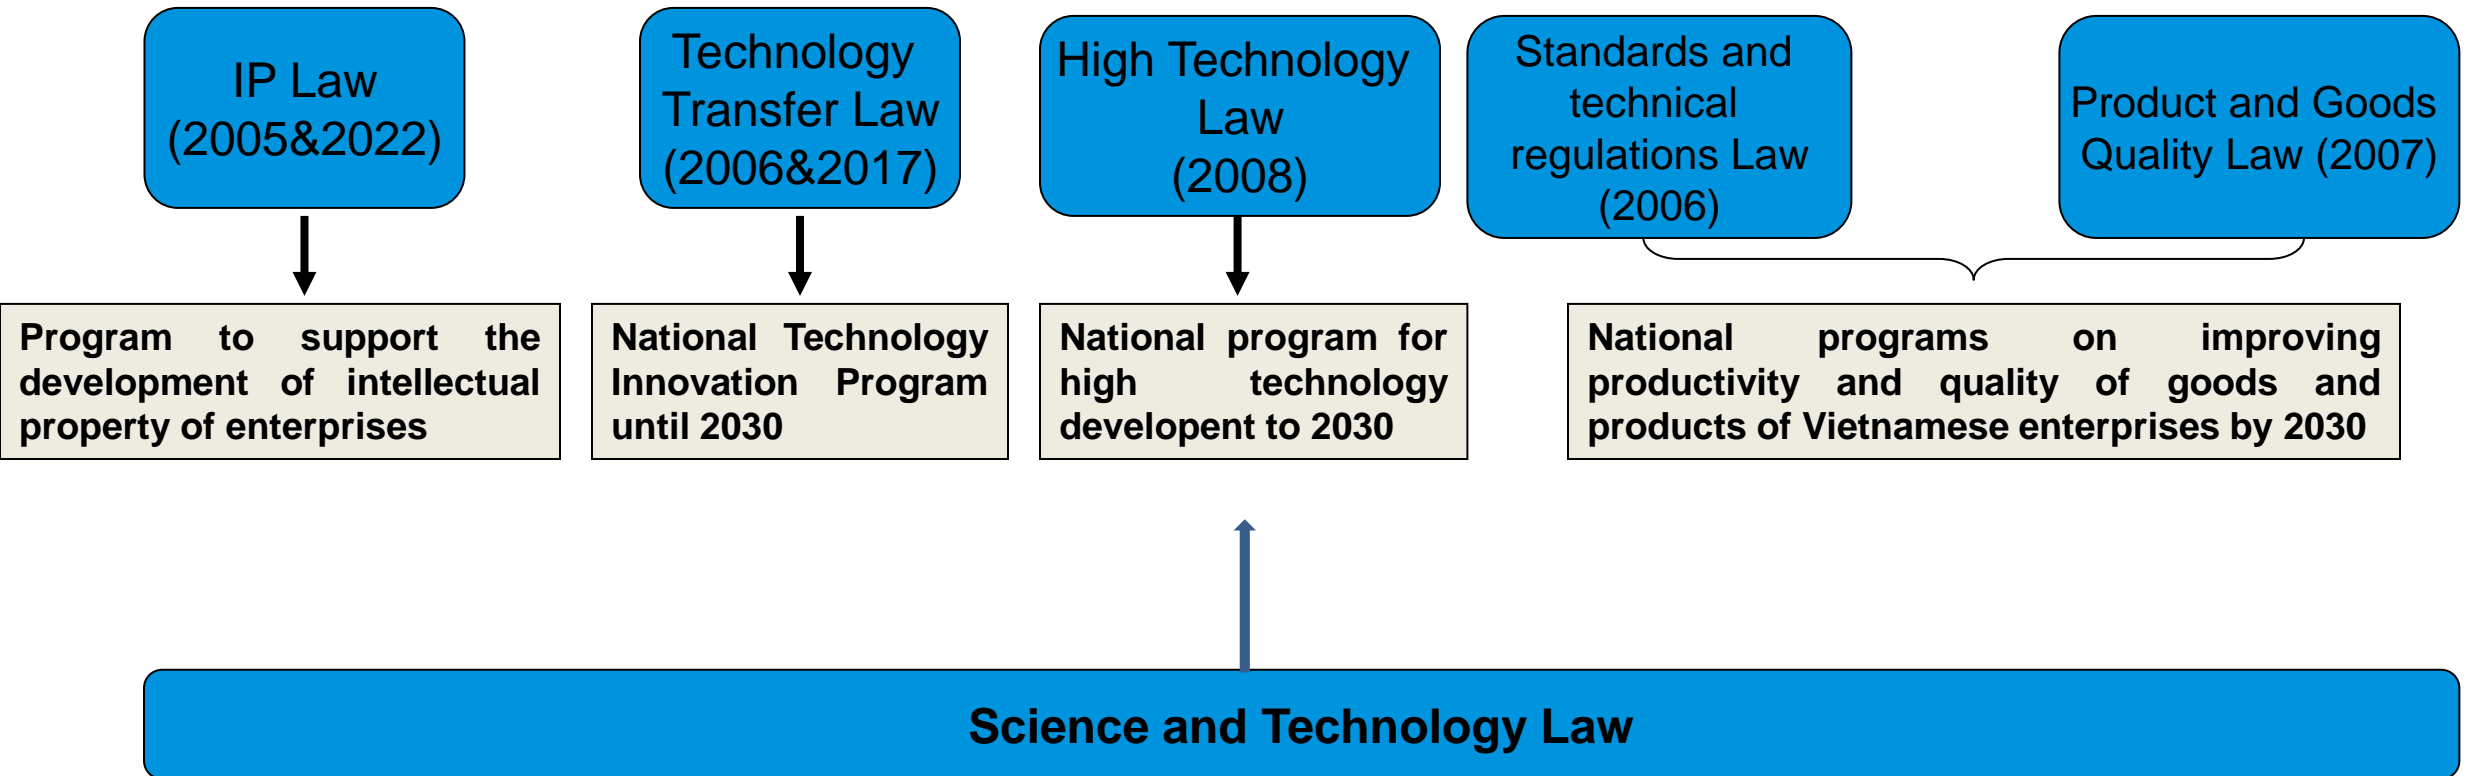 IP Law
(2005&2022)
Technology
Transfer Law
(2006&2017)
High Technology
Law
(2008)
Standards and
technical
regulations Law
(2006)
Product and Goods
Quality Law (2007)
Program to support the
development of intellectual
property of enterprises
National Technology
Innovation Program
until 2030
National program for
high technology
developent to 2030
National programs on improving
productivity and quality of goods and
products of Vietnamese enterprises by 2030
Science and Technology Law